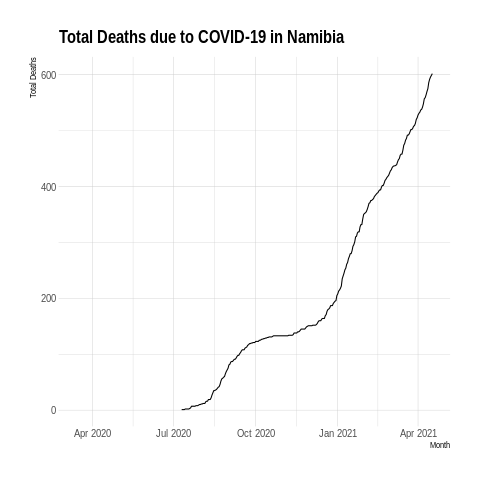 Total Deaths due to COVID-19 in Namibia
Total Deaths
600
400
200
0
Apr 2020 Jul 2020 Oct 2020 Jan 2021 Apr 2021
Month